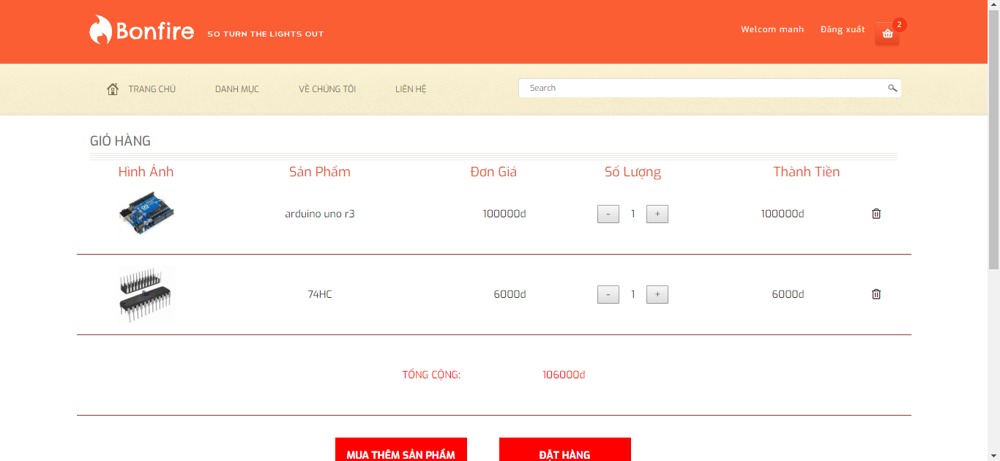 Bonfire SO TURN THE LIGHTS OUT Welcom manh Đăng xuất 2
TRANG CHỦ DANH MỤC VỀ CHÚNG TÔI LIÊN HỆ Search
GIỎ HÀNG
Hình Ảnh Sản Phẩm Đơn Giá Số Lượng Thành Tiền
arduino uno r3 100000đ - 1 + 100000đ
74HC 6000đ - 1 + 6000đ
TỔNG CỘNG: 106000đ
MUA THÊM SẢN PHẨM ĐẶT HÀNG